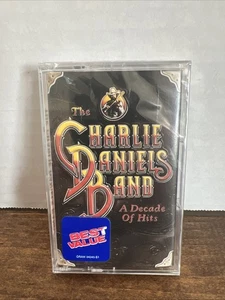 The
CHARLIE
DANIELS
BAND
A Decade
Of Hits
BEST
VALUE